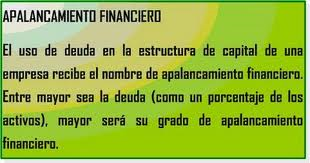 APALANCAMIENTO FINANCIERO
El uso de deuda en la estructura de capital de una
empresa recibe el nombre de apalancamiento financiero.
Entre mayor sea la deuda (como un porcentaje de los
activos), mayor será su grado de apalancamiento
financiero.